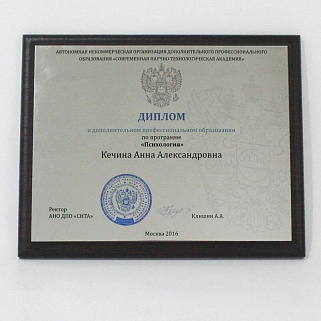 АВТОНОМНАЯ НЕКОММЕРЧЕСКАЯ ОРГАНИЗАЦИЯ ДОПОЛНИТЕЛЬНОГО ПРОФЕССИОНАЛЬНОГО
ОБРАЗОВАНИЯ «СОВРЕМЕННАЯ НАУЧНО-ТЕХНОЛОГИЧЕСКАЯ АКАДЕМИЯ»
ДИПЛОМ
о дополнительном профессиональном образовании
по программе
«Психология»
Кечина Анна Александровна
Ректор
АНО ДПО «СНТА»
Клишин А.А.
Москва 2016